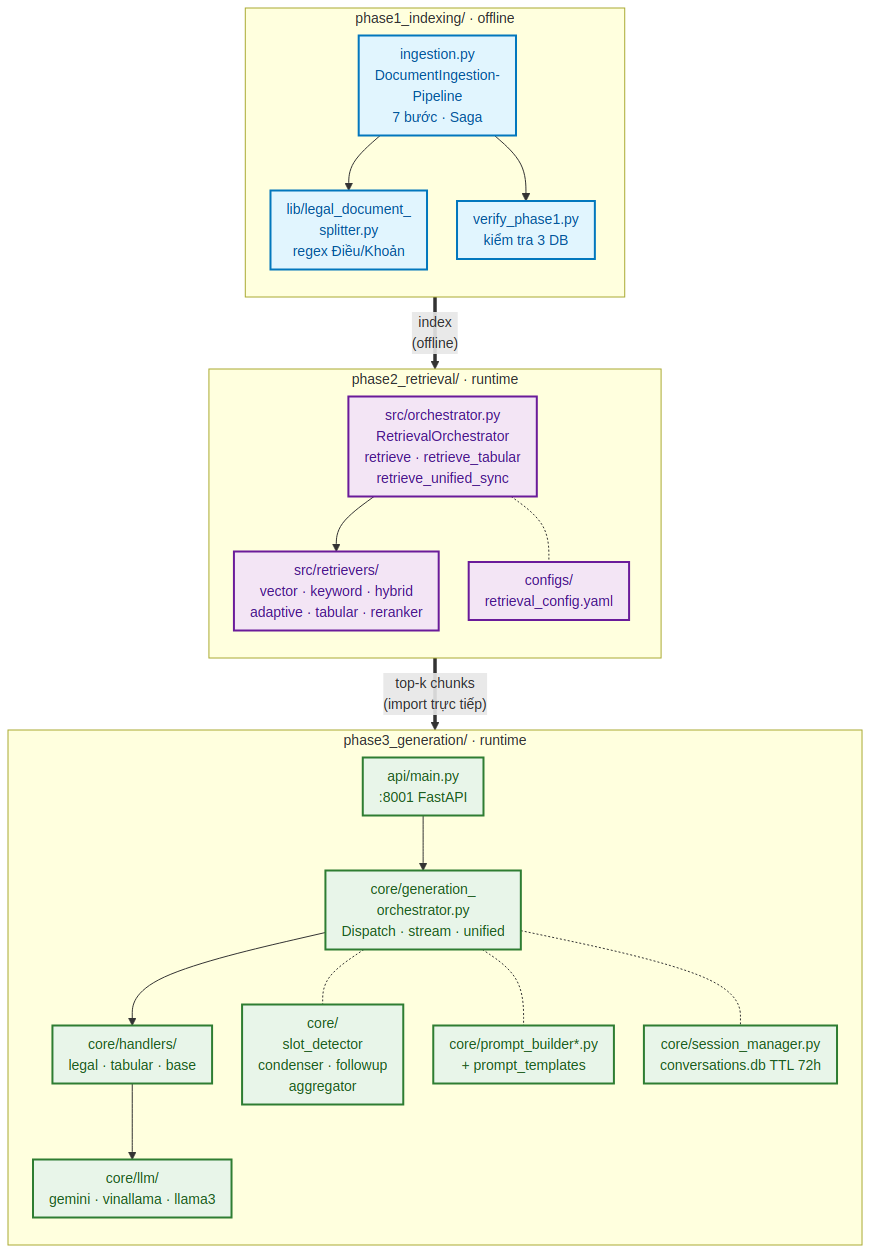 phase1_indexing/ · offline
ingestion.py
DocumentIngestion-
Pipeline
7 bước · Saga
lib/legal_document_
splitter.py
regex Điều/Khoản
verify_phase1.py
kiểm tra 3 DB
index
(offline)
phase2_retrieval/ · runtime
src/orchestrator.py
RetrievalOrchestrator
retrieve · retrieve_tabular
retrieve_unified_sync
src/retrievers/
vector · keyword · hybrid
adaptive · tabular · reranker
configs/
retrieval_config.yaml
top-k chunks
(import trực tiếp)
phase3_generation/ · runtime
api/main.py
:8001 FastAPI
core/generation_
orchestrator.py
Dispatch · stream · unified
core/handlers/
legal · tabular · base
core/
slot_detector
condenser · followup
aggregator
core/prompt_builder*.py
+ prompt_templates
core/session_manager.py
conversations.db TTL 72h
core/llm/
gemini · vinallama · llama3